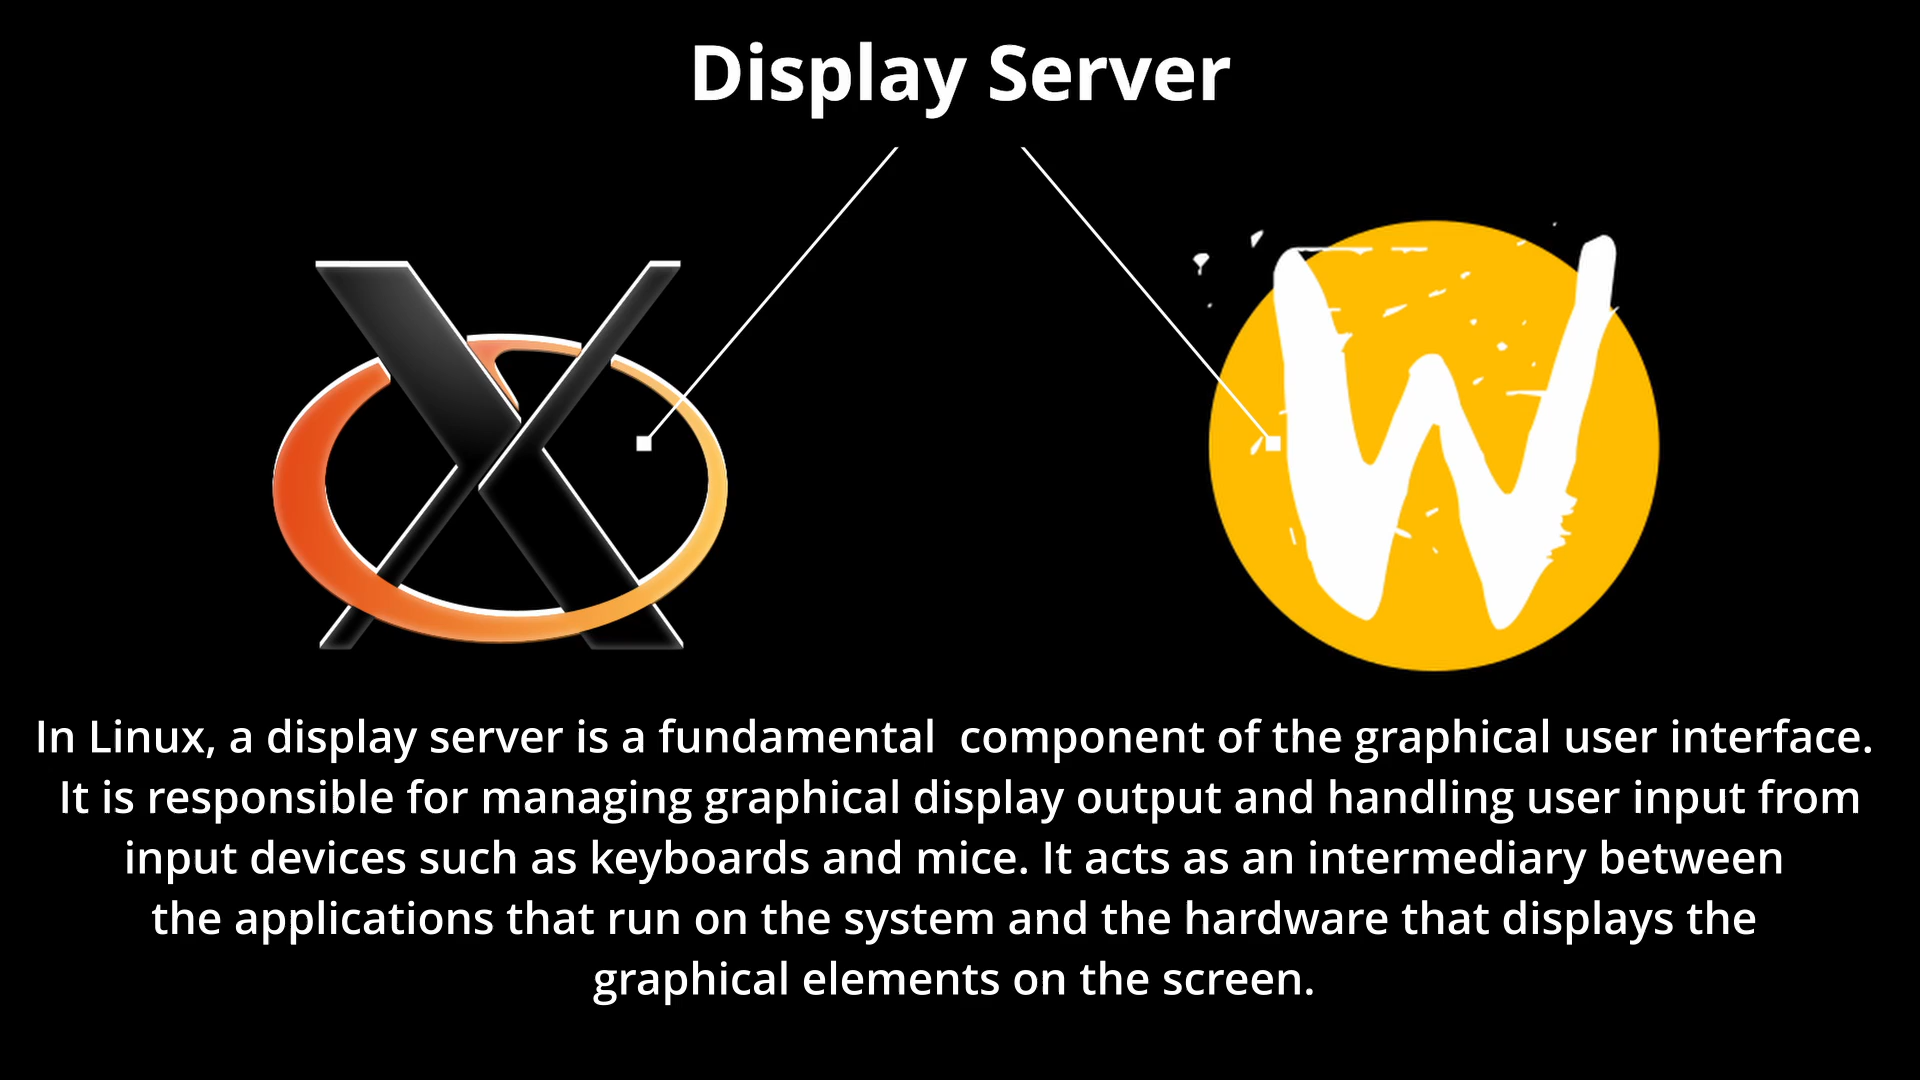 Display Server
X
W
In Linux, a display server is a fundamental  component of the graphical user interface.
It is responsible for managing graphical display output and handling user input from
input devices such as keyboards and mice. It acts as an intermediary between
the applications that run on the system and the hardware that displays the
graphical elements on the screen.